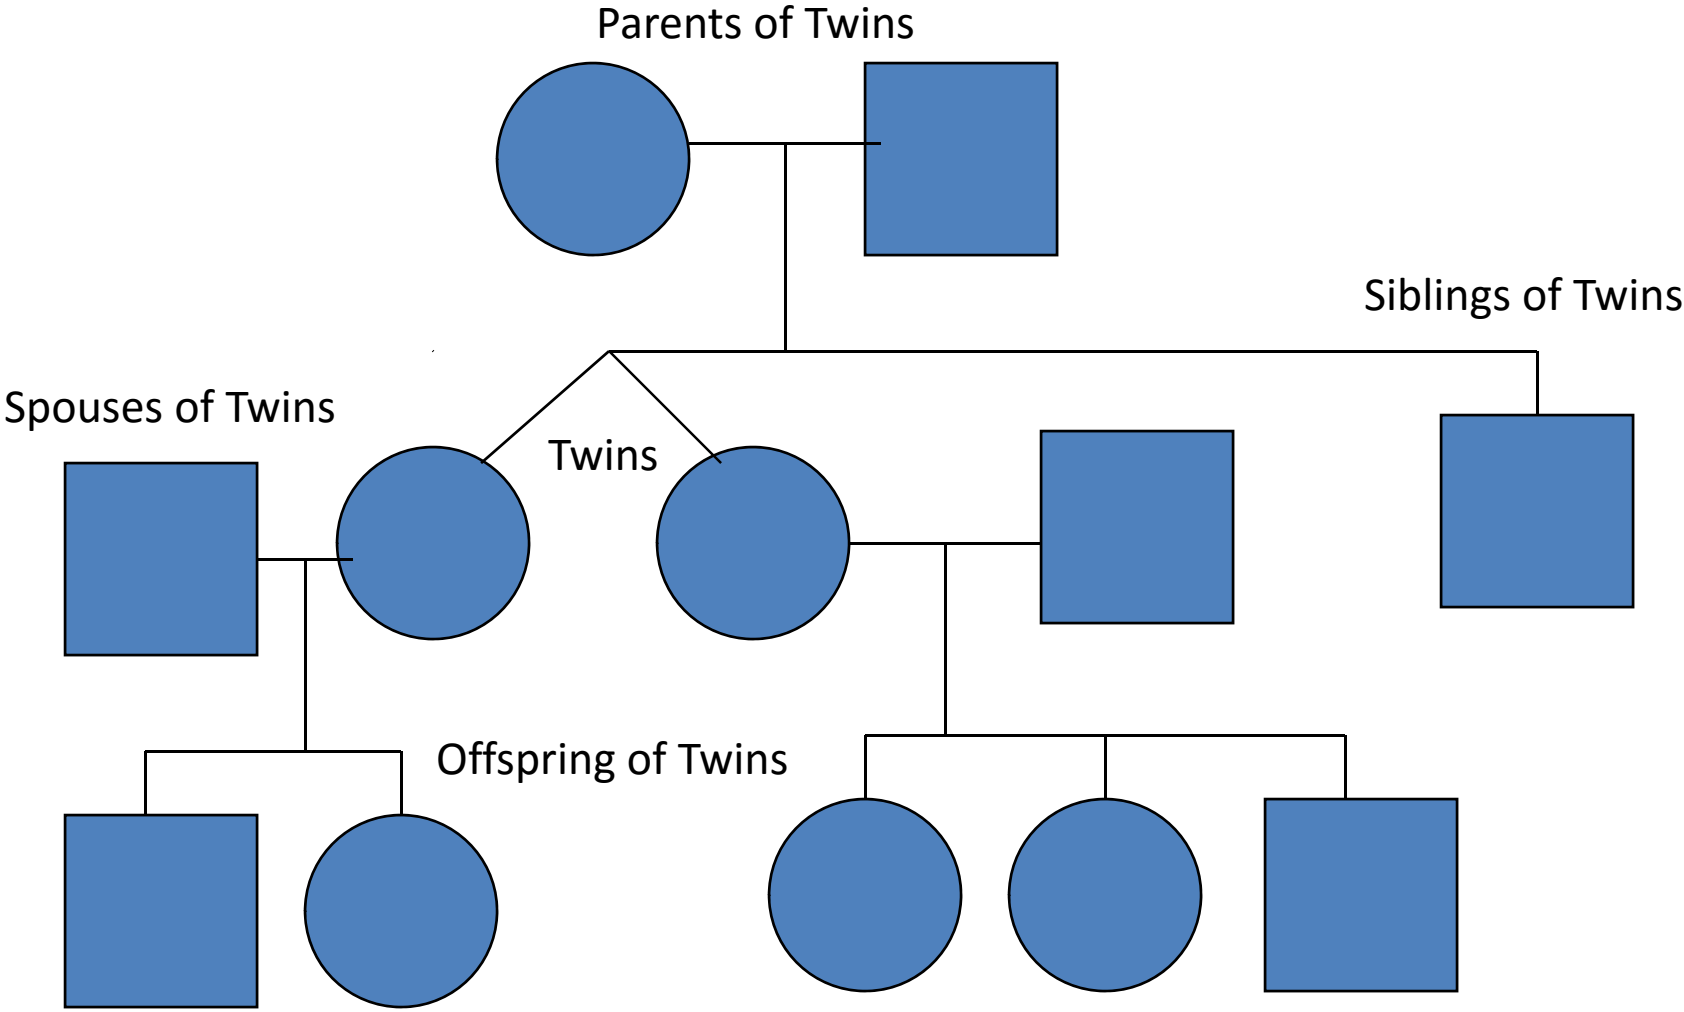 Parents of Twins
Siblings of Twins
Spouses of Twins
Twins
Offspring of Twins